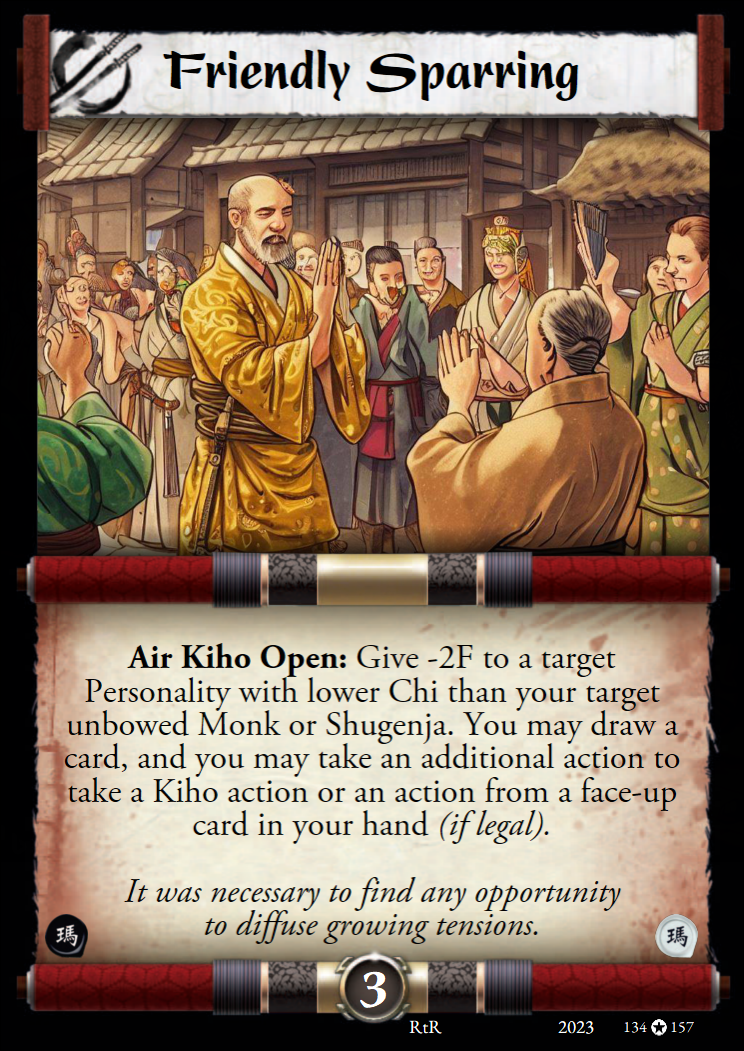 Friendly Sparring
Air Kiho Open: Give -2F to a target
Personality with lower Chi than your target
unbowed Monk or Shugenja. You may draw a
card, and you may take an additional action to
take a Kiho action or an action from a face-up
card in your hand (if legal).
It was necessary to find any opportunity
to diffuse growing tensions.
瑪
瑪
3
RtR 2023 134 157